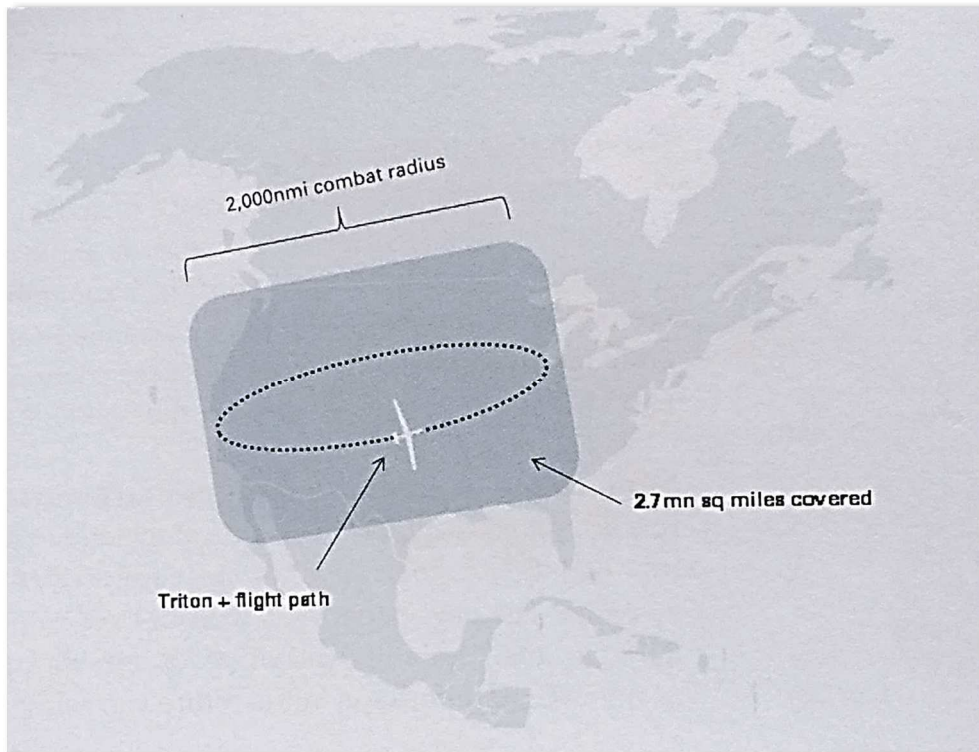 2,000nmi combat radius
2.7mn sq miles covered
Triton + flight path